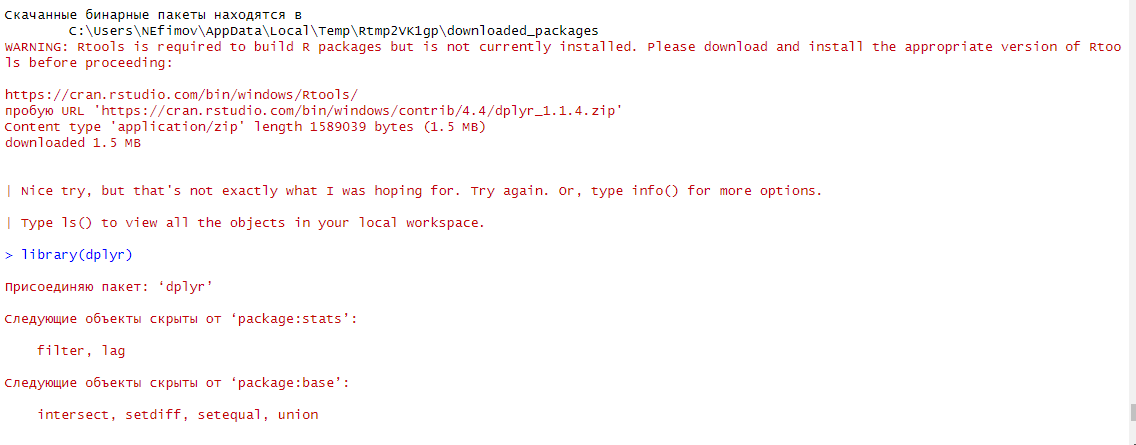 Скачанные бинарные пакеты находятся в
        C:\Users\NEfimov\AppData\Local\Temp\Rtmp2VK1gp\downloaded_packages
WARNING: Rtools is required to build R packages but is not currently installed. Please download and install the appropriate version of Rtoo
ls before proceeding:

https://cran.rstudio.com/bin/windows/Rtools/
пробую URL 'https://cran.rstudio.com/bin/windows/contrib/4.4/dplyr_1.1.4.zip'
Content type 'application/zip' length 1589039 bytes (1.5 MB)
downloaded 1.5 MB

| Nice try, but that's not exactly what I was hoping for. Try again. Or, type info() for more options.

| Type ls() to view all the objects in your local workspace.

> library(dplyr)

Присоединяю пакет: ‘dplyr’

Следующие объекты скрыты от ‘package:stats’:

    filter, lag

Следующие объекты скрыты от ‘package:base’:

    intersect, setdiff, setequal, union